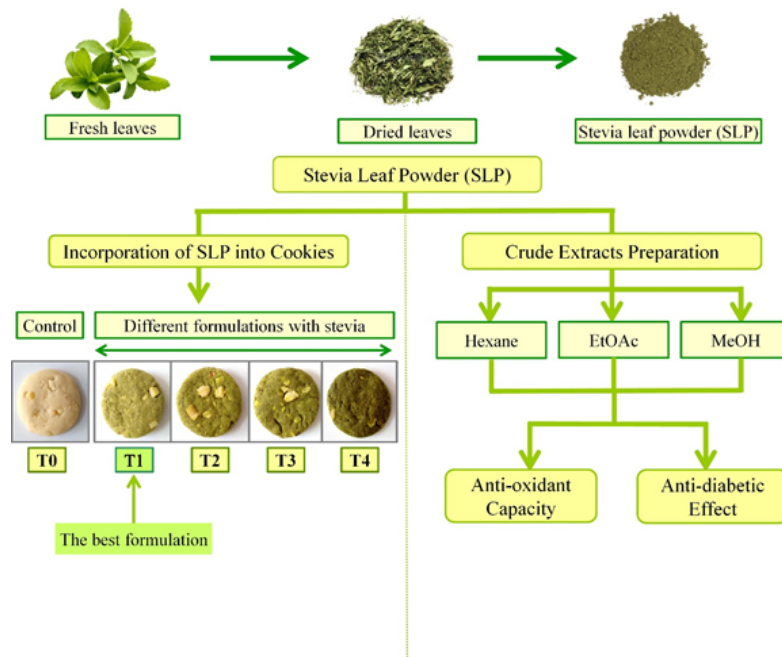 Fresh leaves
Dried leaves
Stevia leaf powder (SLP)
Stevia Leaf Powder (SLP)
Incorporation of SLP into Cookies
Crude Extracts Preparation
Control
Different formulations with stevia
Hexane
EtOAc
MeOH
T0
T1
T2
T3
T4
The best formulation
Anti-oxidant
Capacity
Anti-diabetic
Effect